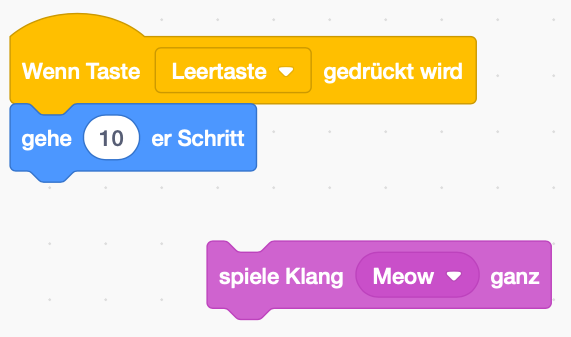 Wenn Taste Leertaste gedrückt wird
gehe 10 er Schritt
spiele Klang Meow ganz